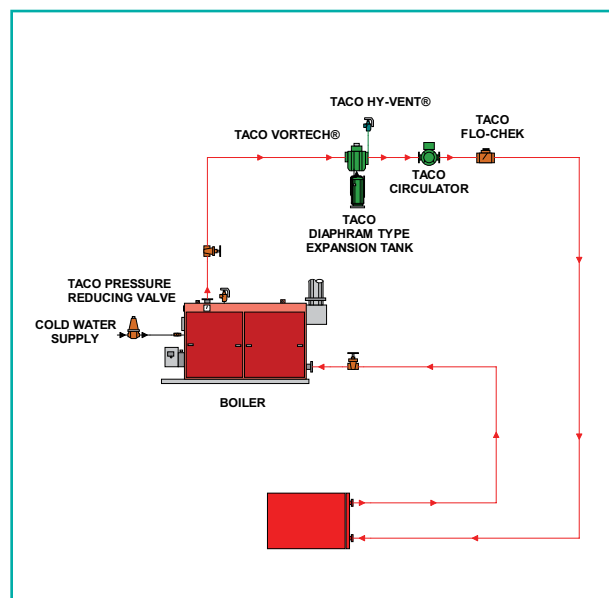 TACO HY-VENT®
TACO
FLO-CHEK
TACO VORTECH®
TACO
CIRCULATOR
TACO
DIAPHRAM TYPE
EXPANSION TANK
TACO PRESSURE
REDUCING VALVE
COLD WATER
SUPPLY
BOILER